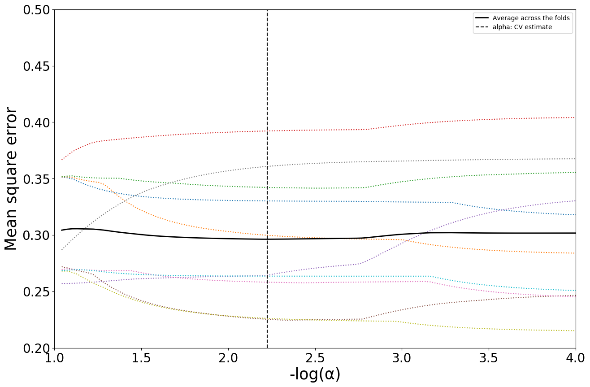 0.50
Average across the folds
alpha: CV estimate
0.45
0.40
0.35
0.30
0.25
0.20
Mean square error
1.0 1.5 2.0 2.5 3.0 3.5 4.0
-log(α)